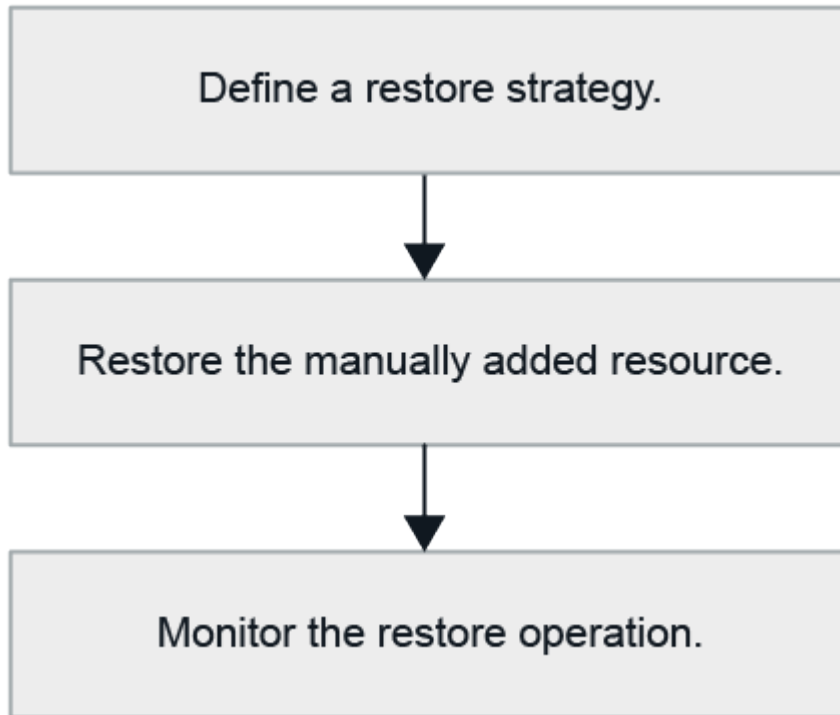 Define a restore strategy.
Restore the manually added resource.
Monitor the restore operation.